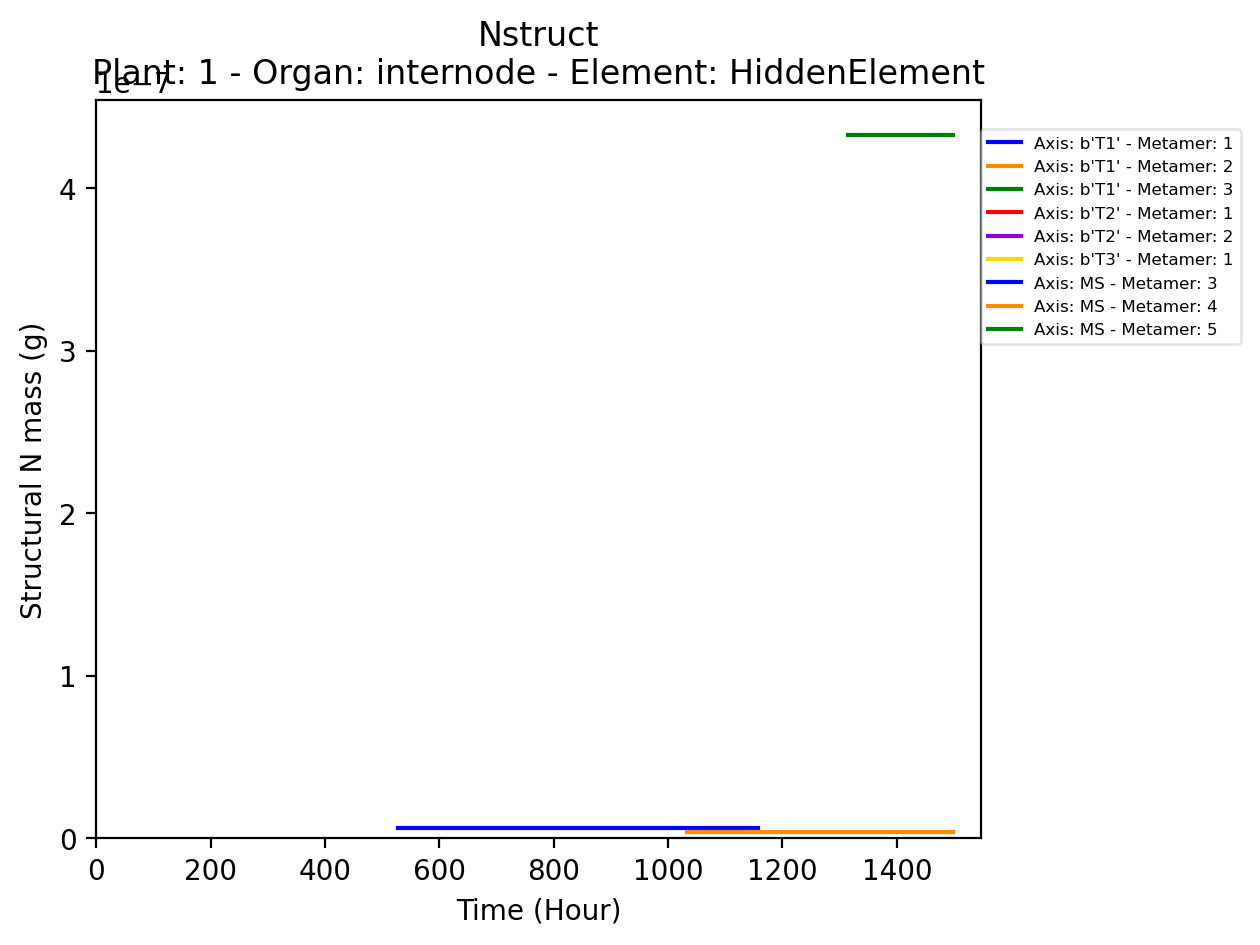 Nstruct
Plant: 1 - Organ: internode - Element: HiddenElement
1e−7
4
3
2
1
0
Structural N mass (g)
0 200 400 600 800 1000 1200 1400
Time (Hour)
Axis: b'T1' - Metamer: 1
Axis: b'T1' - Metamer: 2
Axis: b'T1' - Metamer: 3
Axis: b'T2' - Metamer: 1
Axis: b'T2' - Metamer: 2
Axis: b'T3' - Metamer: 1
Axis: MS - Metamer: 3
Axis: MS - Metamer: 4
Axis: MS - Metamer: 5